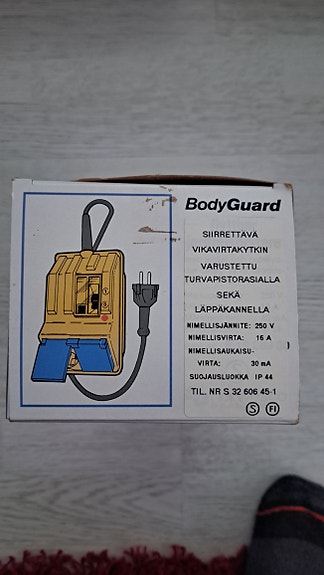 BodyGuard
SIIRRETTÄVÄ
VIKAVIRTAKYTKIN
VARUSTETTU
TURVAPISTORASIALLA
SEKÄ
LÄPPÄKANNELLA
NIMELLISJÄNNITE: 250 V
NIMELLISVIRTA: 16 A
NIMELLISAUKAISU-
VIRTA: 30 mA
SUOJAUSLUOKKA IP 44
TIL. NR S 32 606 45-1
S FI